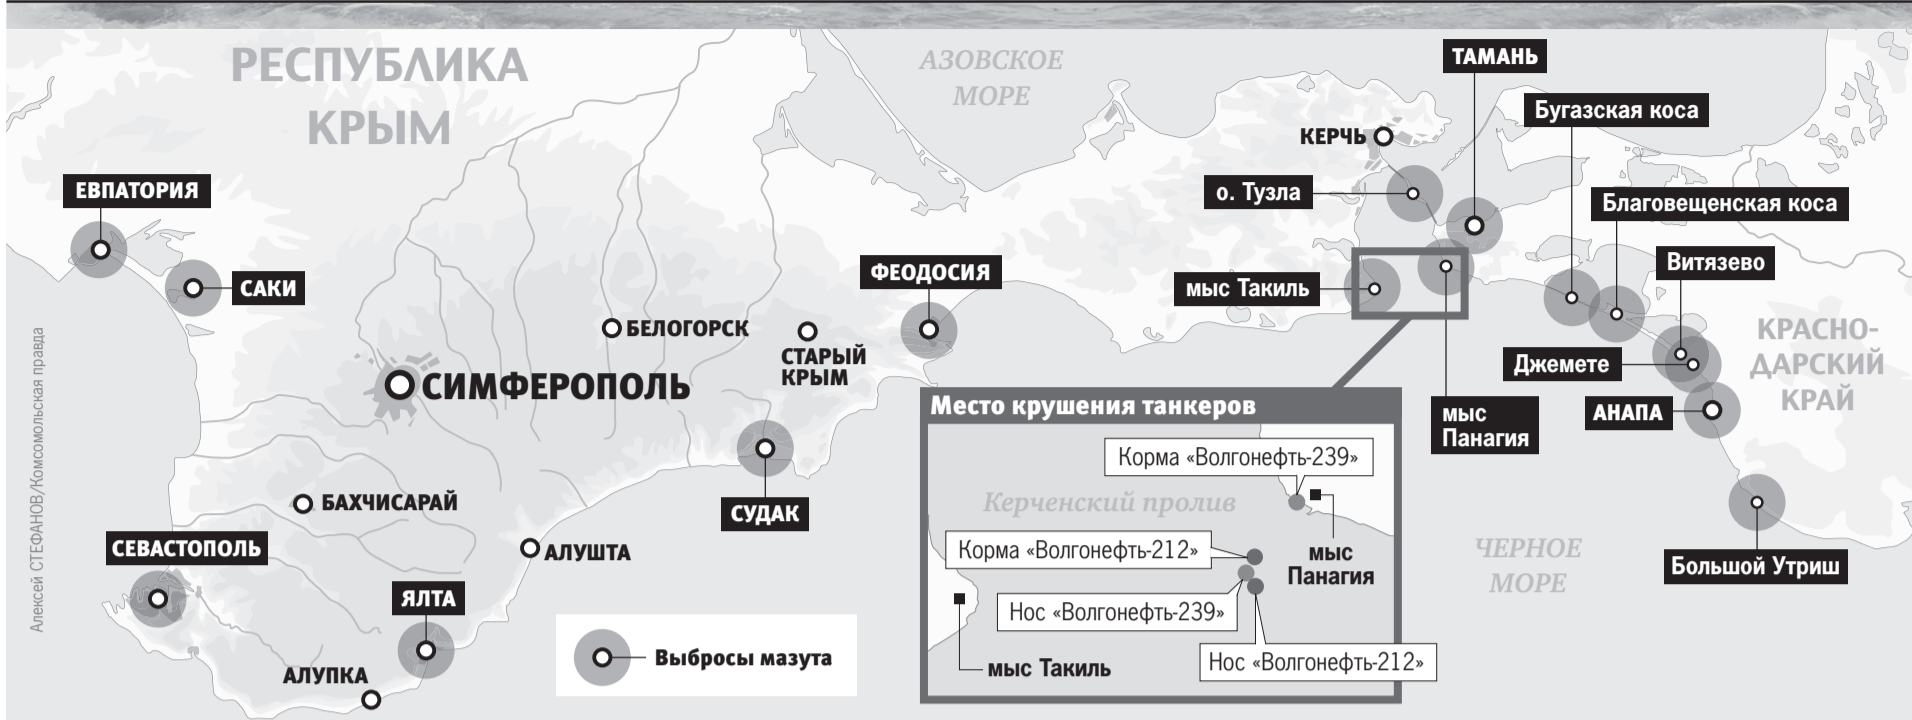 РЕСПУБЛИКА
КРЫМ
АЗОВСКОЕ
МОРЕ
ТАМАНЬ
Бугазская коса
КЕРЧЬ
ЕВПАТОРИЯ
о. Тузла
Благовещенская коса
Витязево
ФЕОДОСИЯ
САКИ
мыс Такиль
БЕЛОГОРСК
СТАРЫЙ
КРЫМ
КРАСНО-
ДАРСКИЙ
КРАЙ
Джемете
СИМФЕРОПОЛЬ
АНАПА
мыс
Панагия
Место крушения танкеров
Корма «Волгонефть-239»
Керченский пролив
Корма «Волгонефть-212»
мыс
Панагия
Нос «Волгонефть-239»
Нос «Волгонефть-212»
мыс Такиль
БАХЧИСАРАЙ
СУДАК
СЕВАСТОПОЛЬ
АЛУШТА
ЧЕРНОЕ
МОРЕ
Большой Утриш
ЯЛТА
АЛУПКА
Выбросы мазута
Алексей СТЕФАНОВ/Комсомольская правда